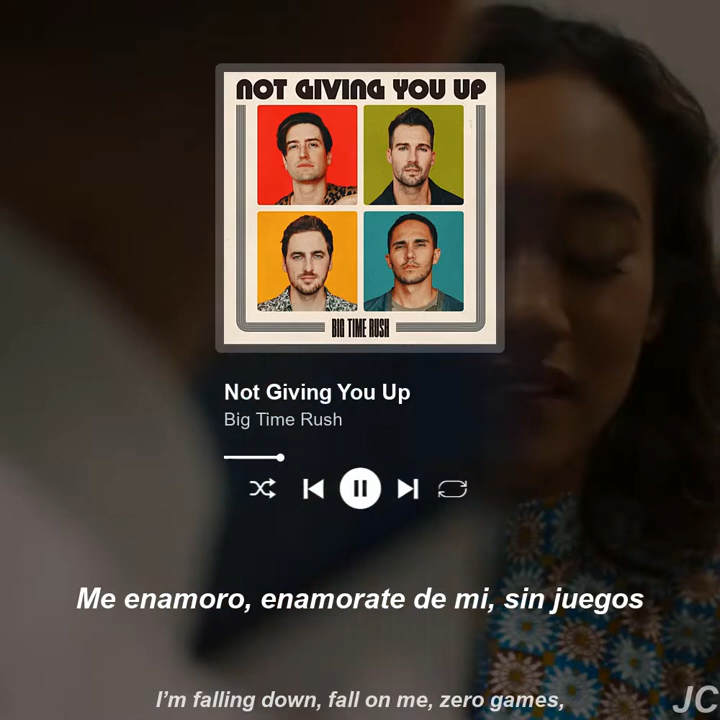 NOT GIVING YOU UP
BIG TIME RUSH
Not Giving You Up
Big Time Rush
Me enamoro, enamorate de mi, sin juegos
I'm falling down, fall on me, zero games,
JC